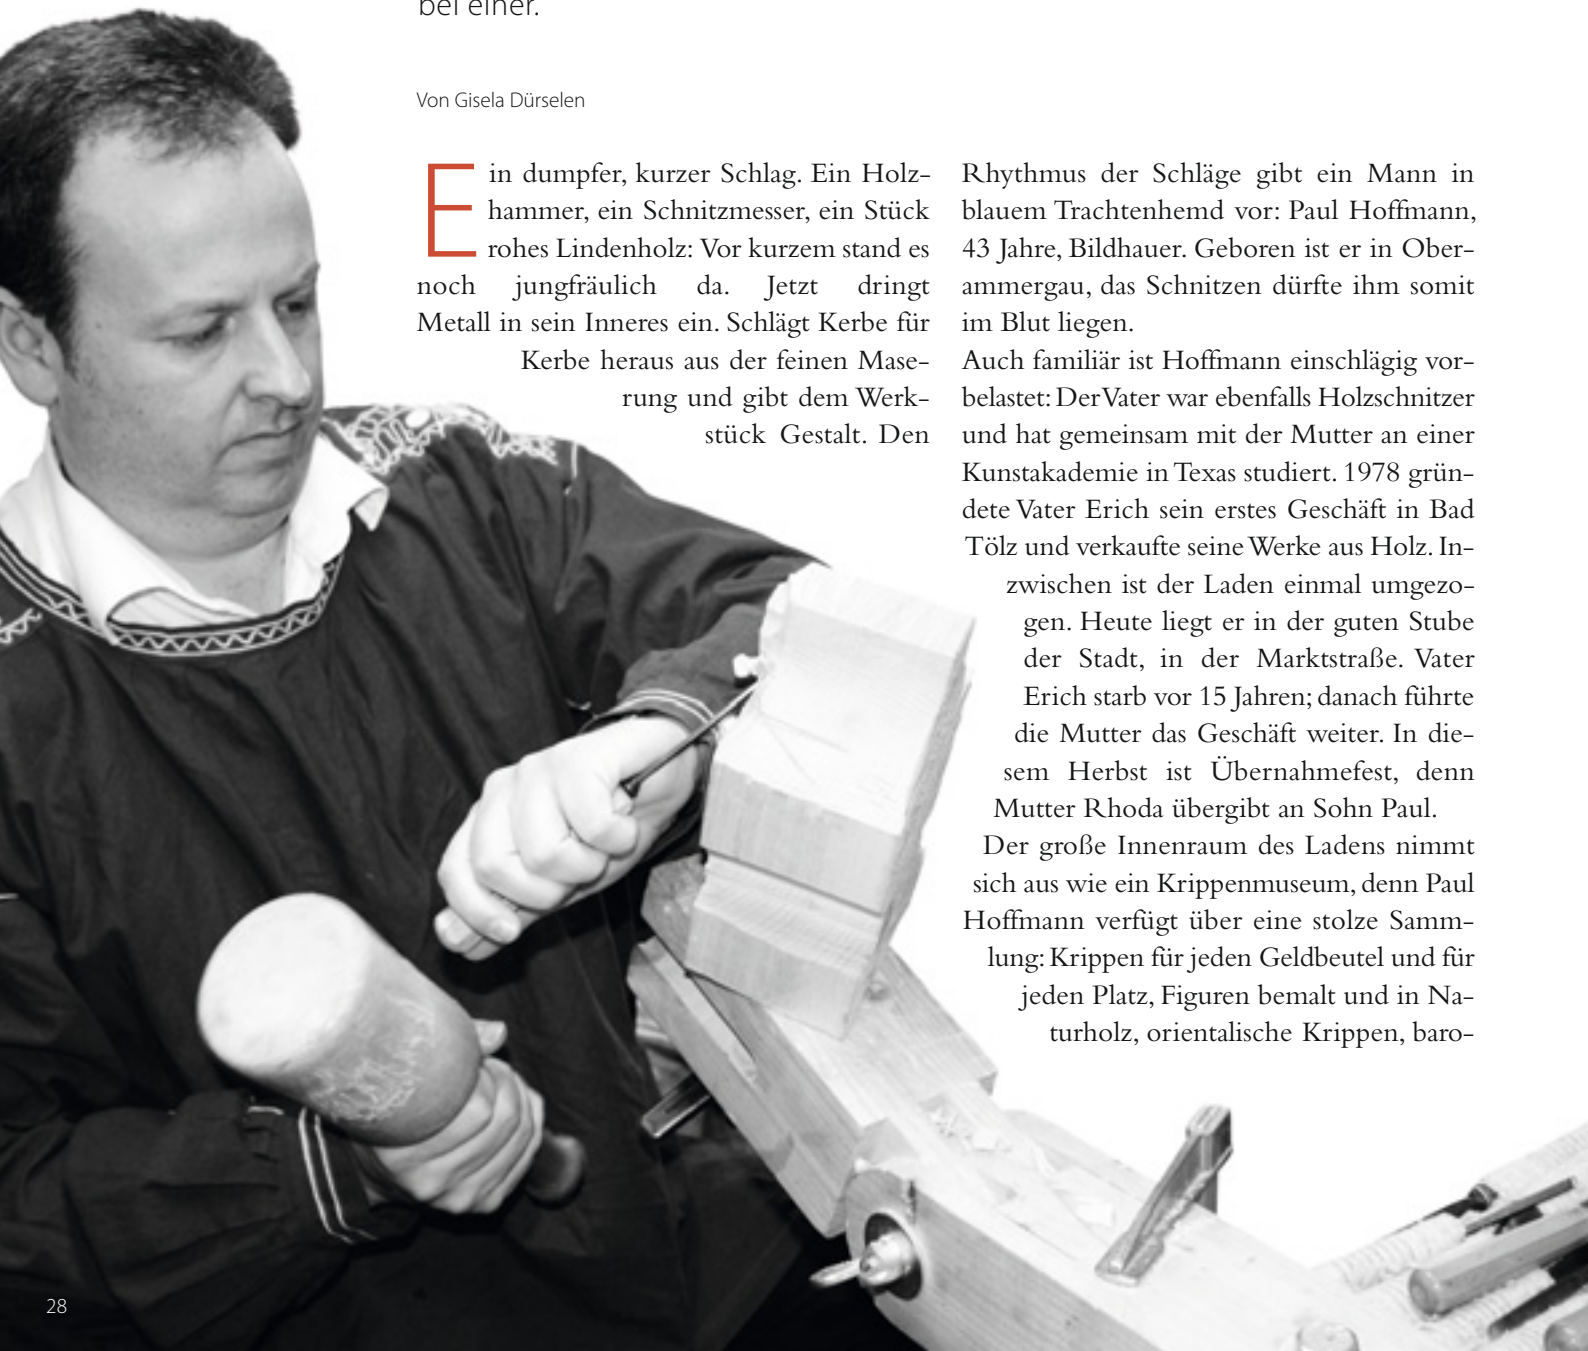 bei einer.
Von Gisela Dürselen
Ein dumpfer, kurzer Schlag. Ein Holz-
hammer, ein Schnitzmesser, ein Stück
rohes Lindenholz: Vor kurzem stand es
noch jungfräulich da. Jetzt dringt
Metall in sein Inneres ein. Schlägt Kerbe für
Kerbe heraus aus der feinen Mase-
rung und gibt dem Werk-
stück Gestalt. Den
Rhythmus der Schläge gibt ein Mann in
blauem Trachtenhemd vor: Paul Hoffmann,
43 Jahre, Bildhauer. Geboren ist er in Ober-
ammergau, das Schnitzen dürfte ihm somit
im Blut liegen.
Auch familiär ist Hoffmann einschlägig vor-
belastet: Der Vater war ebenfalls Holzschnitzer
und hat gemeinsam mit der Mutter an einer
Kunstakademie in Texas studiert. 1978 grün-
dete Vater Erich sein erstes Geschäft in Bad
Tölz und verkaufte seine Werke aus Holz. In-
zwischen ist der Laden einmal umgezo-
gen. Heute liegt er in der guten Stube
der Stadt, in der Marktstraße. Vater
Erich starb vor 15 Jahren; danach führte
die Mutter das Geschäft weiter. In die-
sem Herbst ist Übernahmefest, denn
Mutter Rhoda übergibt an Sohn Paul.
Der große Innenraum des Ladens nimmt
sich aus wie ein Krippenmuseum, denn Paul
Hoffmann verfügt über eine stolze Samm-
lung: Krippen für jeden Geldbeutel und für
jeden Platz, Figuren bemalt und in Na-
turholz, orientalische Krippen, baro-
28